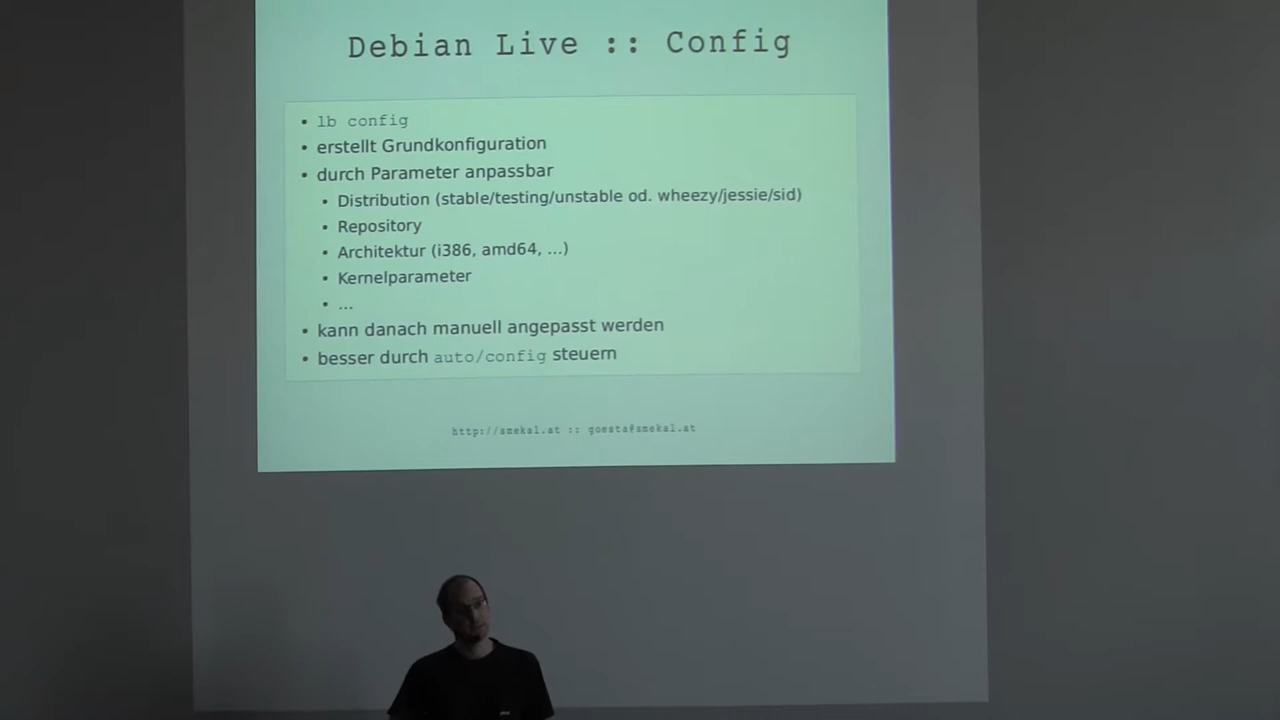 Debian Live :: Config
• lb config
• erstellt Grundkonfiguration
• durch Parameter anpassbar
• Distribution (stable/testing/unstable od. wheezy/jessie/sid)
• Repository
• Architektur (i386, amd64, ...)
• Kernelparameter
• ...
• kann danach manuell angepasst werden
• besser durch auto/config steuern
http://smekal.at :: goesta@smekal.at